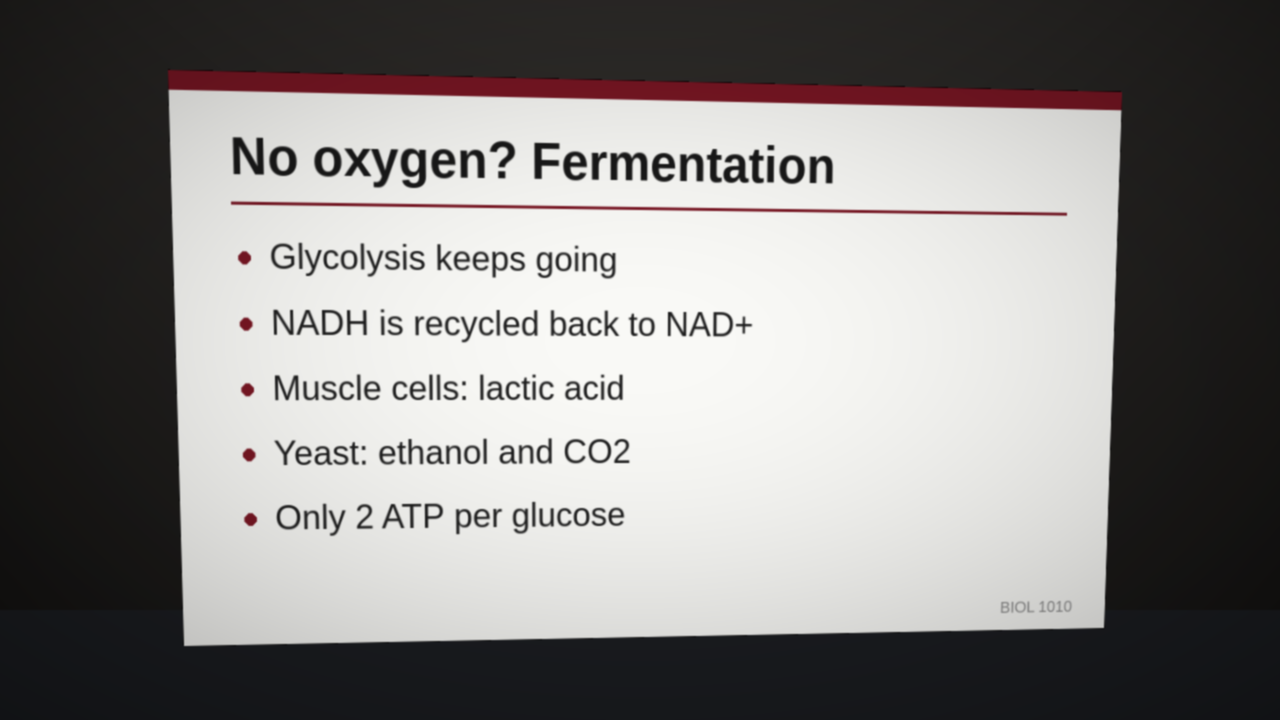 No oxygen? Fermentation
Glycolysis keeps going
NADH is recycled back to NAD+
Muscle cells: lactic acid
Yeast: ethanol and CO2
Only 2 ATP per glucose
BIOL 1010